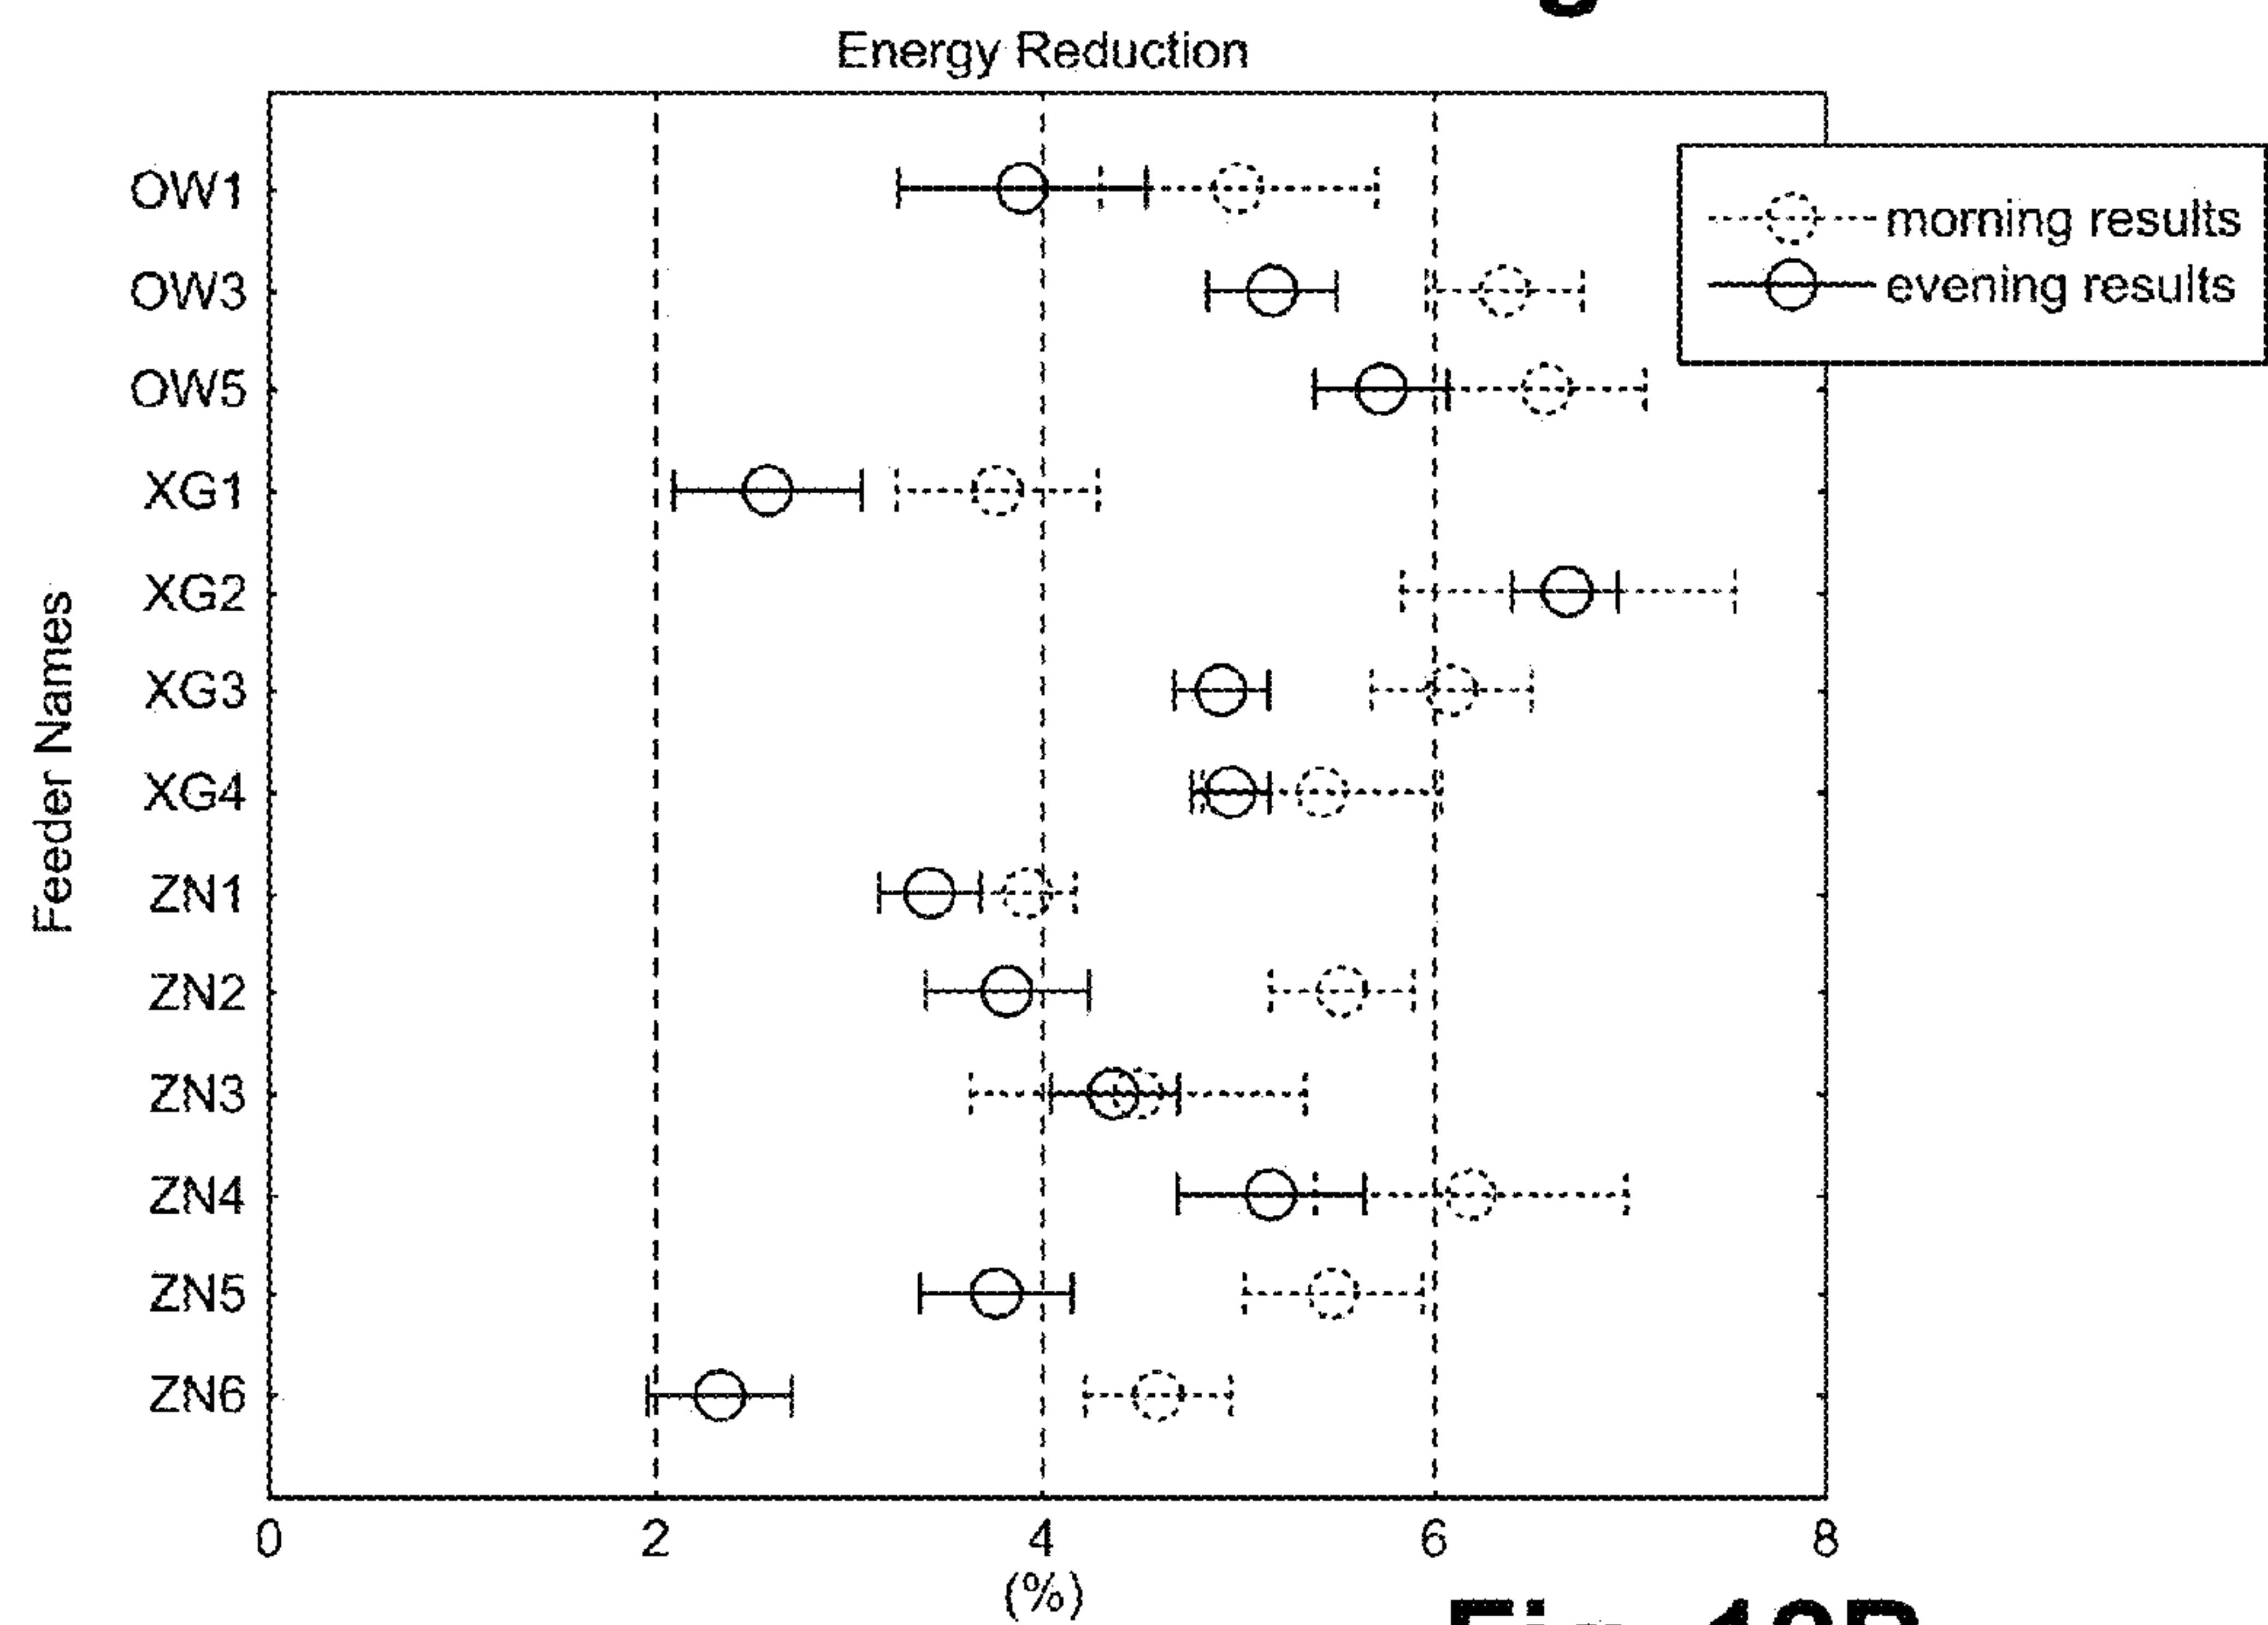 Energy Reduction
OW1
OW3
OW5
XG1
XG2
XG3
XG4
ZN1
ZN2
ZN3
ZN4
ZN5
ZN6
Feeder Names
morning results
evening results
0 2 4 6 8
(%)